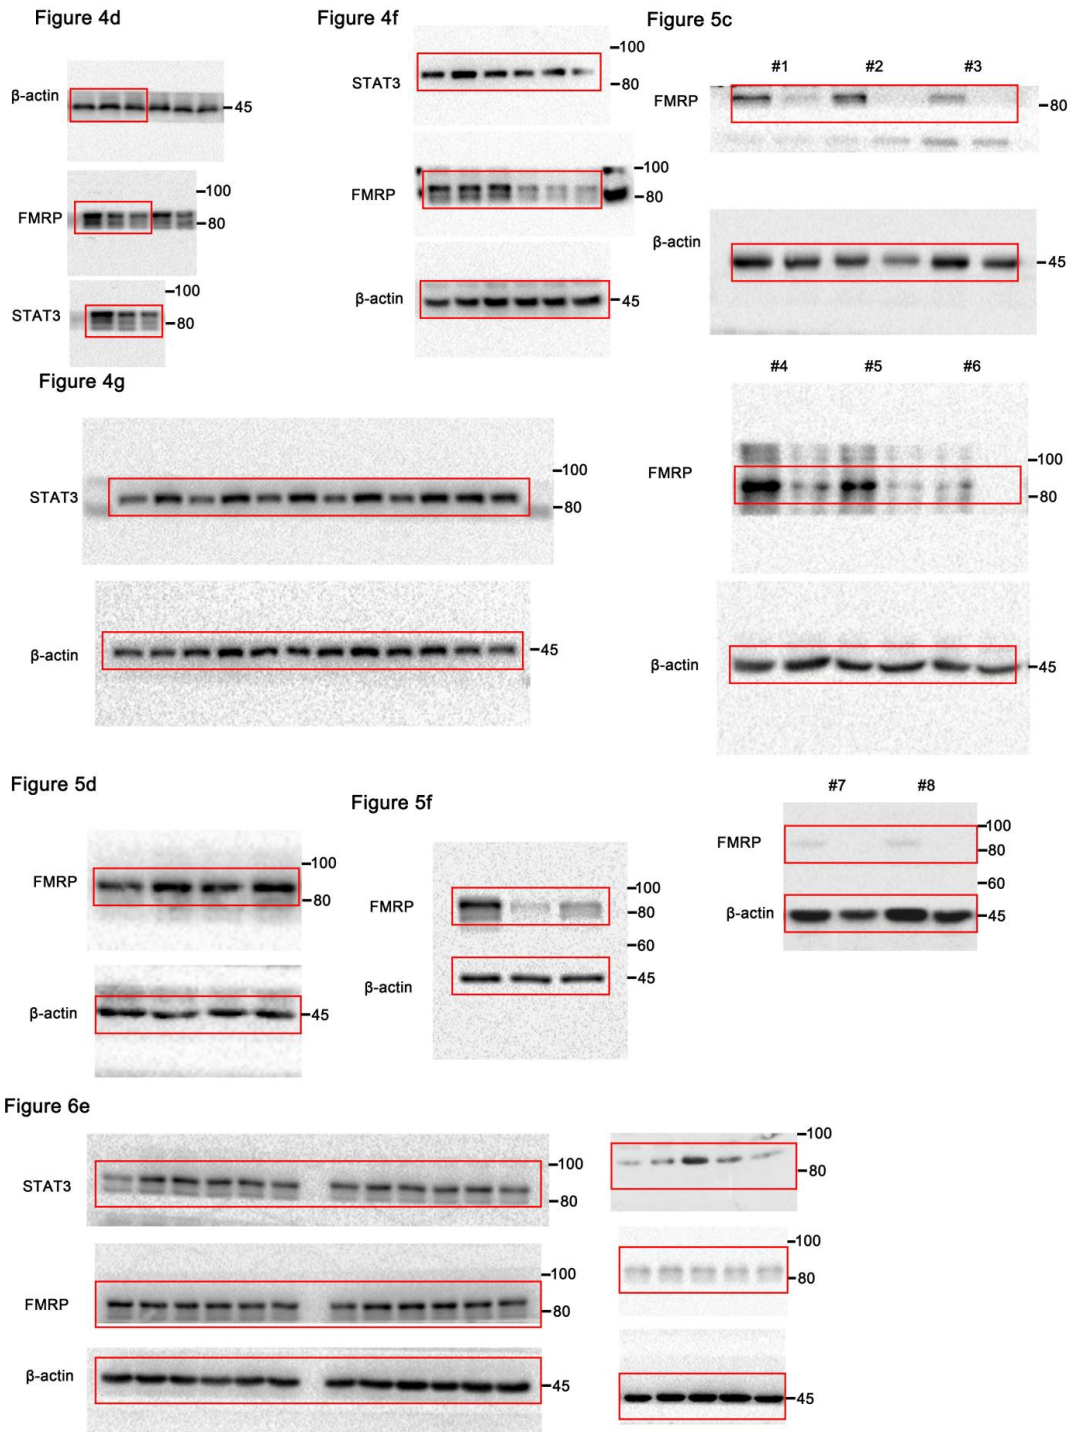 Figure 4d
β-actin
45
FMRP
100
80
STAT3
100
80
Figure 4f
STAT3
100
80
FMRP
100
80
β-actin
45
Figure 5c
#1 #2 #3
FMRP
80
β-actin
45
#4 #5 #6
FMRP
100
80
β-actin
45
#7 #8
FMRP
100
80
60
β-actin
45
Figure 4g
STAT3
100
80
β-actin
45
Figure 5d
FMRP
100
80
β-actin
45
Figure 5f
FMRP
100
80
60
β-actin
45
Figure 6e
STAT3
100
80
FMRP
100
80
β-actin
45
100
80
100
80
45